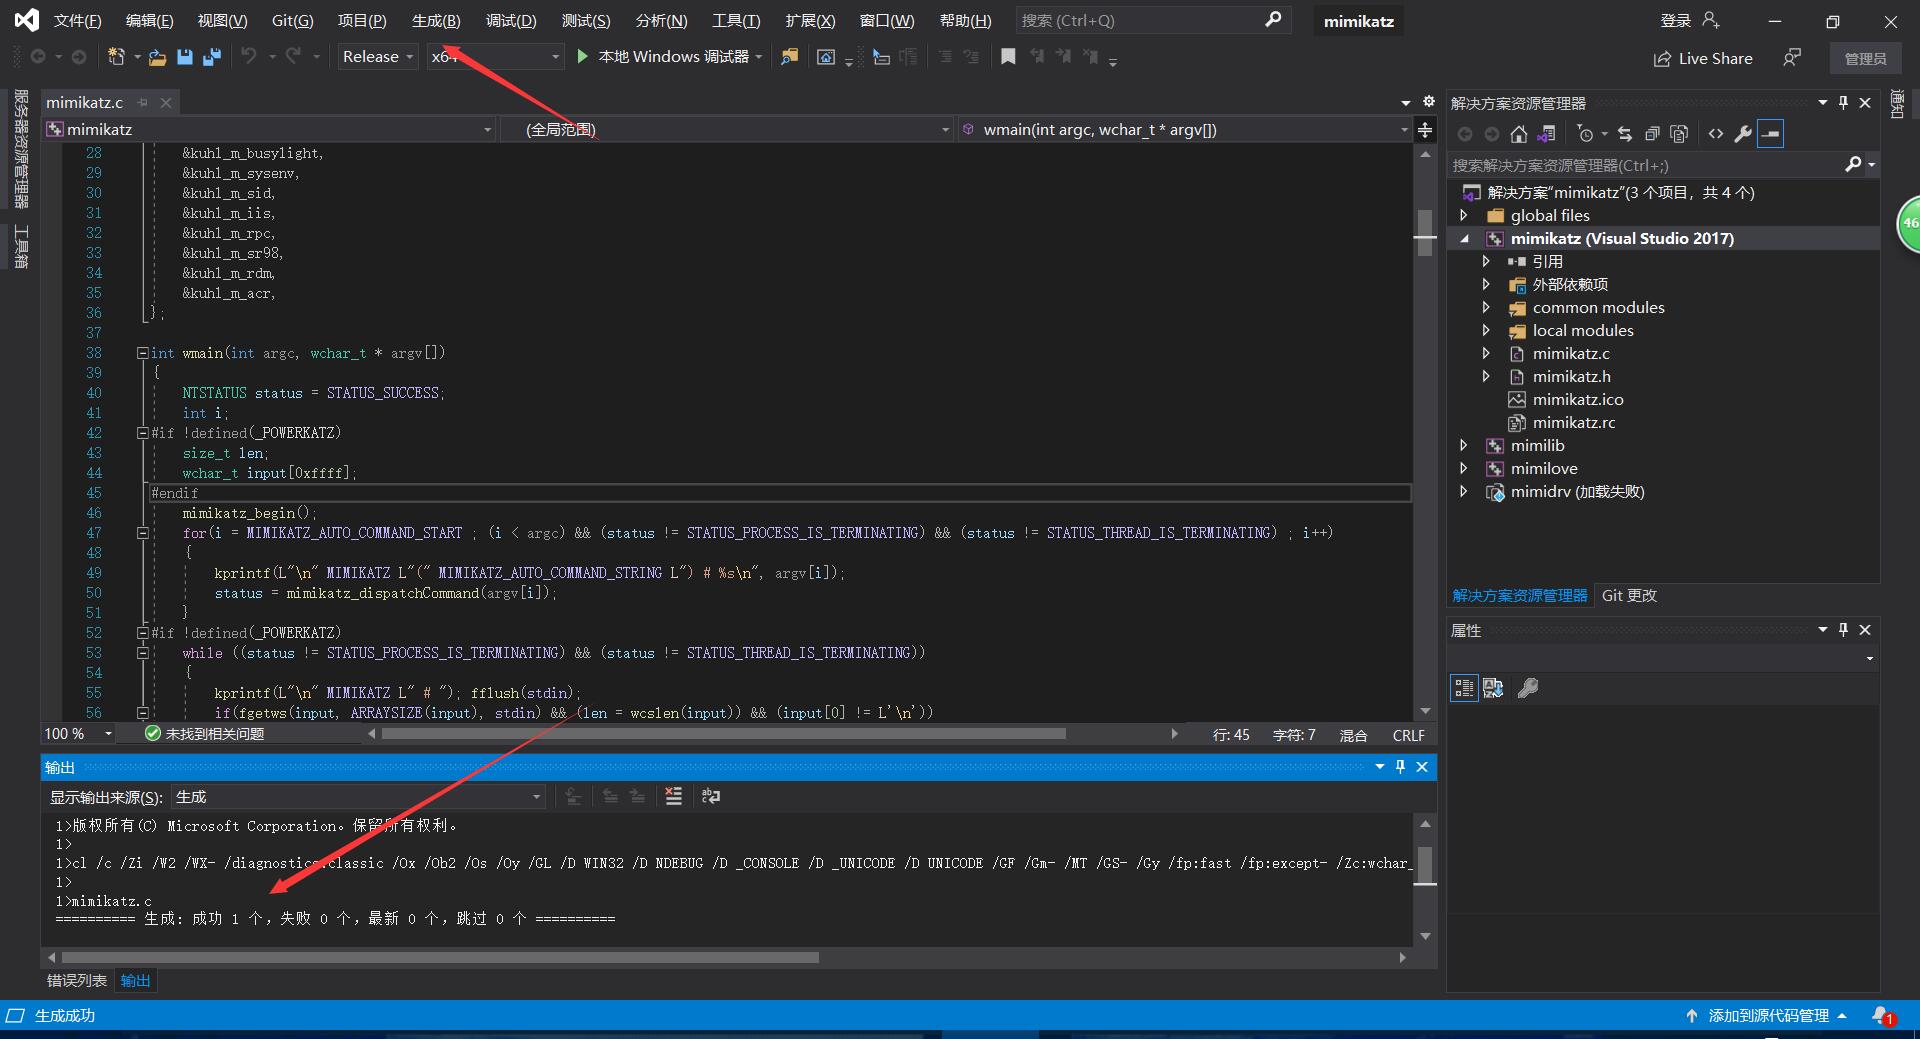 文件(F) 编辑(E) 视图(V) Git(G) 项目(P) 生成(B) 调试(D) 测试(S) 分析(N) 工具(T) 扩展(X) 窗口(W) 帮助(H) 搜索 (Ctrl+Q) mimikatz 登录
Release x64 本地 Windows 调试器 Live Share 管理员
服务器资源管理器
工具箱
mimikatz.c
mimikatz (全局范围) wmain(int argc, wchar_t * argv[])
28 &kuhl_m_busylight,
29 &kuhl_m_sysenv,
30 &kuhl_m_sid,
31 &kuhl_m_iis,
32 &kuhl_m_rpc,
33 &kuhl_m_sr98,
34 &kuhl_m_rdm,
35 &kuhl_m_acr,
36 };
37
38 int wmain(int argc, wchar_t * argv[])
39 {
40 NTSTATUS status = STATUS_SUCCESS;
41 int i;
42 #if !defined(_POWERKATZ)
43 size_t len;
44 wchar_t input[0xffff];
45 #endif
46 mimikatz_begin();
47 for(i = MIMIKATZ_AUTO_COMMAND_START ; (i < argc) && (status != STATUS_PROCESS_IS_TERMINATING) && (status != STATUS_THREAD_IS_TERMINATING) ; i++)
48 {
49 kprintf(L"\n" MIMIKATZ L"(" MIMIKATZ_AUTO_COMMAND_STRING L") # %s\n", argv[i]);
50 status = mimikatz_dispatchCommand(argv[i]);
51 }
52 #if !defined(_POWERKATZ)
53 while ((status != STATUS_PROCESS_IS_TERMINATING) && (status != STATUS_THREAD_IS_TERMINATING))
54 {
55 kprintf(L"\n" MIMIKATZ L" # "); fflush(stdin);
56 if(fgetws(input, ARRAYSIZE(input), stdin) && (len = wcslen(input)) && (input[0] != L'\n'))
100 % 未找到相关问题 行: 45 字符: 7 混合 CRLF
输出
显示输出来源(S): 生成
1>版权所有(C) Microsoft Corporation。保留所有权利。
1>
1>cl /c /Zi /W2 /WX- /diagnostics:classic /Ox /Ob2 /Os /Oy /GL /D WIN32 /D NDEBUG /D _CONSOLE /D _UNICODE /D UNICODE /GF /Gm- /MT /GS- /Gy /fp:fast /fp:except- /Zc:wchar_
1>
1>mimikatz.c
========== 生成: 成功 1 个，失败 0 个，最新 0 个，跳过 0 个 ==========
错误列表 输出
解决方案资源管理器
搜索解决方案资源管理器(Ctrl+;)
解决方案"mimikatz"(3 个项目，共 4 个)
global files
mimikatz (Visual Studio 2017)
引用
外部依赖项
common modules
local modules
mimikatz.c
mimikatz.h
mimikatz.ico
mimikatz.rc
mimilib
mimilove
mimidrv (加载失败)
解决方案资源管理器 Git 更改
属性
通知
46
生成成功 添加到源代码管理 1